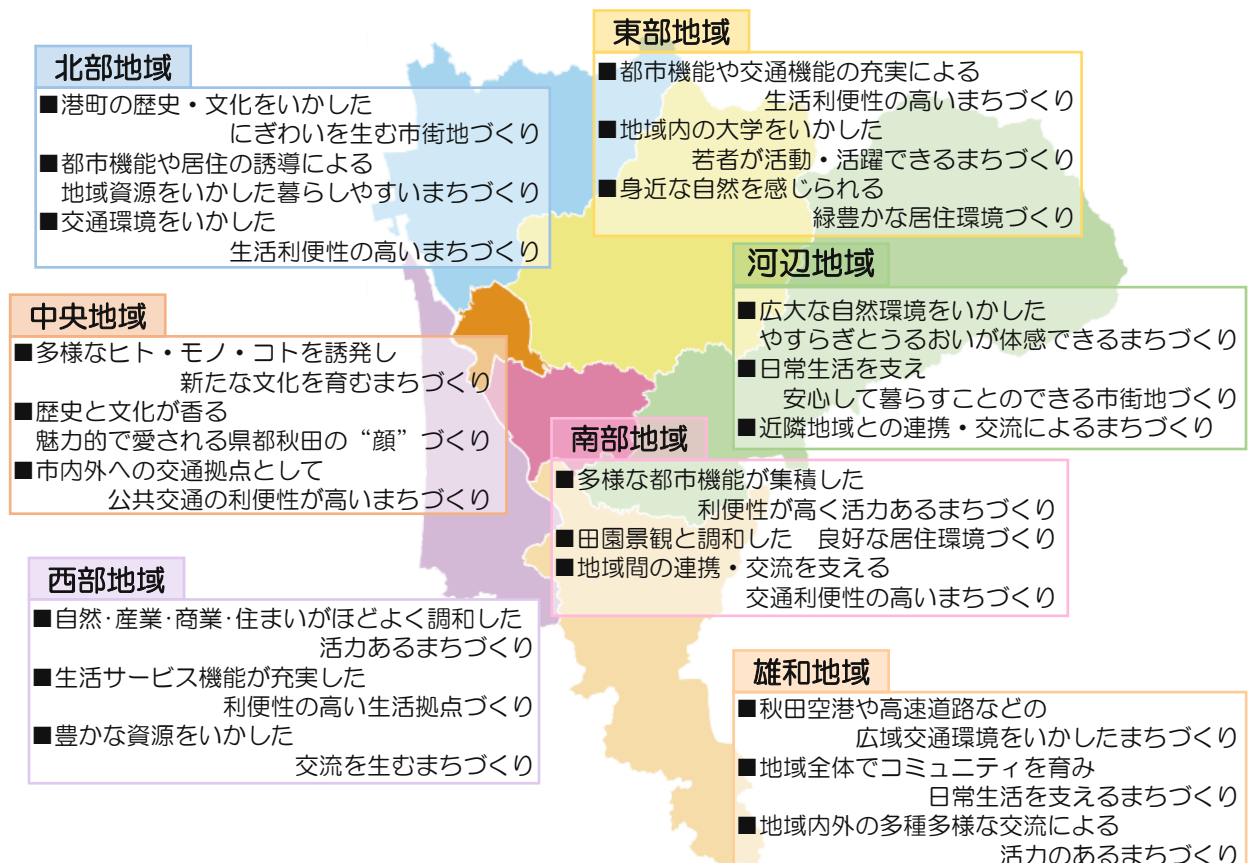 北部地域
■港町の歴史・文化をいかした
にぎわいを生む市街地づくり
■都市機能や居住の誘導による
地域資源をいかした暮らしやすいまちづくり
■交通環境をいかした
生活利便性の高いまちづくり
東部地域
■都市機能や交通機能の充実による
生活利便性の高いまちづくり
■地域内の大学をいかした
若者が活動・活躍できるまちづくり
■身近な自然を感じられる
緑豊かな居住環境づくり
河辺地域
■広大な自然環境をいかした
やすらぎとうるおいが体感できるまちづくり
■日常生活を支え
安心して暮らすことのできる市街地づくり
■近隣地域との連携・交流によるまちづくり
中央地域
■多様なヒト・モノ・コトを誘発し
新たな文化を育むまちづくり
■歴史と文化が香る
魅力的で愛される県都秋田の“顔”づくり
■市内外への交通拠点として
公共交通の利便性が高いまちづくり
南部地域
■多様な都市機能が集積した
利便性が高く活力あるまちづくり
■田園景観と調和した　良好な居住環境づくり
■地域間の連携・交流を支える
交通利便性の高いまちづくり
西部地域
■自然･産業･商業･住まいがほどよく調和した
活力あるまちづくり
■生活サービス機能が充実した
利便性の高い生活拠点づくり
■豊かな資源をいかした
交流を生むまちづくり
雄和地域
■秋田空港や高速道路などの
広域交通環境をいかしたまちづくり
■地域全体でコミュニティを育み
日常生活を支えるまちづくり
■地域内外の多種多様な交流による
活力のあるまちづくり